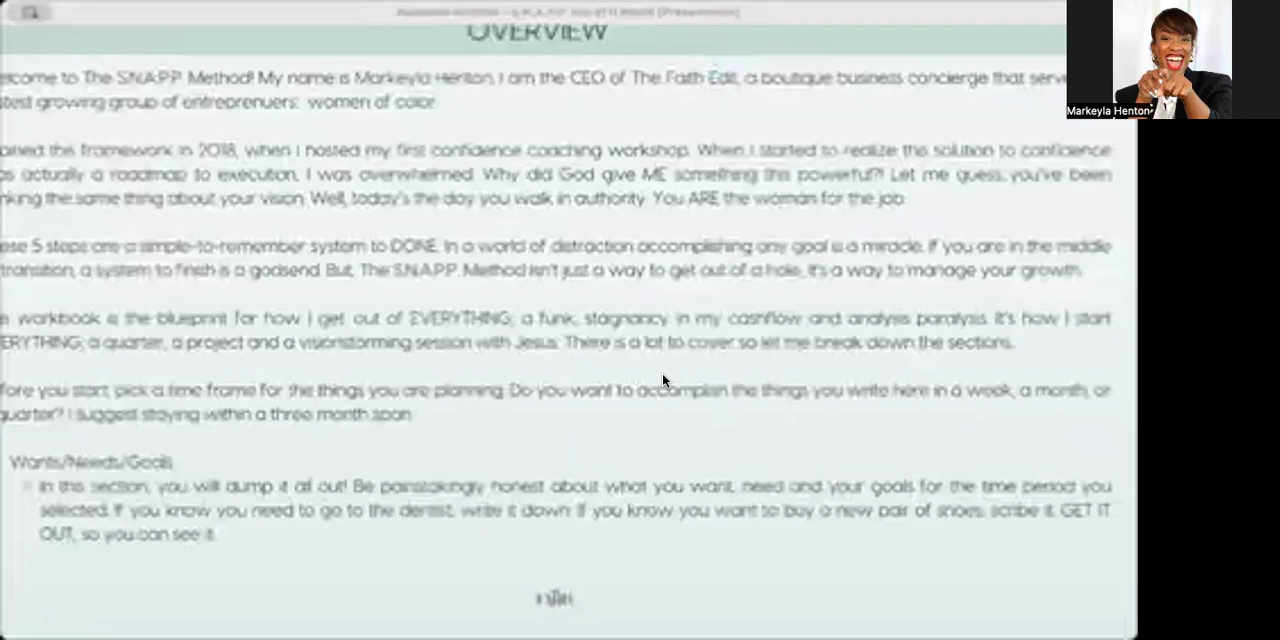 OVERVIEW
Markeyla Henton
come to The S.N.A.P.P. Method! My name is Markeyla Henton, I am the CEO of The Faith Edit, a boutique business concierge that serv
test growing group of entreprenuers: women of color.
ained this framework in 2018, when I hosted my first confidence coaching workshop. When I started to realize this solution to confidence
as actually a roadmap to execution, I was overwhelmed. Why did God give ME something this powerful?! Let me guess, you've been
nking the same thing about your vision. Well, today's the day you walk in authority. You ARE the woman for the job.
ese 5 steps are a simple-to-remember system to DONE. In a world of distraction accomplishing any goal is a miracle. If you are in the middle
transition, a system to finish is a godsend. But, The S.N.A.P.P. Method isn't just a way to get out of a hole, it's a way to manage your growth.
s workbook is the blueprint for how I get out of EVERYTHING; a funk, stagnancy in my cashflow and analysis paralysis. It's how I start
ERYTHING; a quarter, a project and a visionstorming session with Jesus. There is a lot to cover so let me break down the sections.
fore you start, pick a time frame for the things you are planning. Do you want to accomplish the things you write here in a week, a month, or
quarter? I suggest staying within a three month span.
Wants/Needs/Goals
In this section, you will dump it all out! Be painstakingly honest about what you want, need and your goals for the time period you
selected. If you know you need to go to the dentist, write it down. If you know you want to buy a new pair of shoes, scribe it. GET IT
OUT, so you can see it.